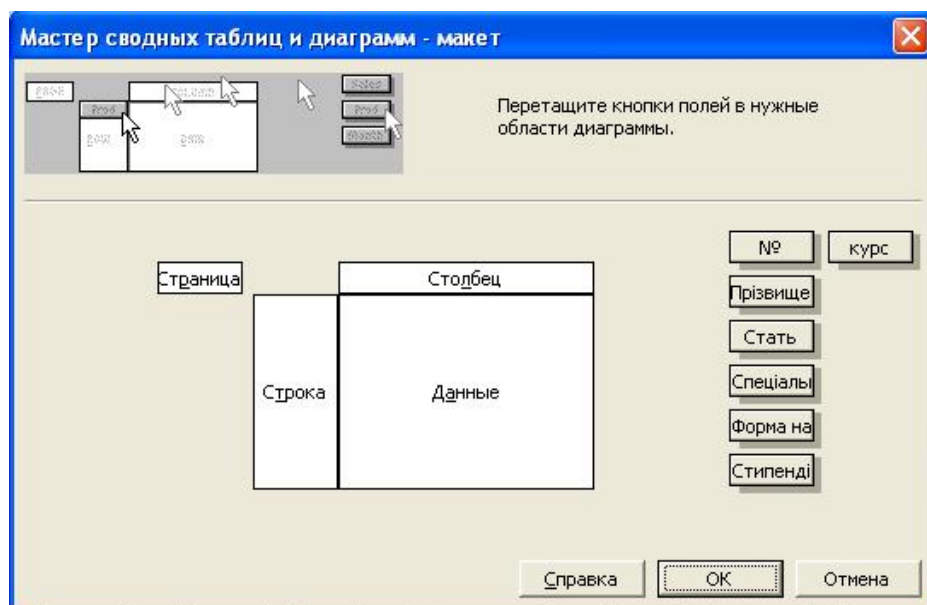 Мастер сводных таблиц и диаграмм - макет
Перетащите кнопки полей в нужные
области диаграммы.
Страница
Столбец
Строка
Данные
№
курс
Прізвище
Стать
Спеціалы
Форма на
Стипенді
Справка
ОК
Отмена